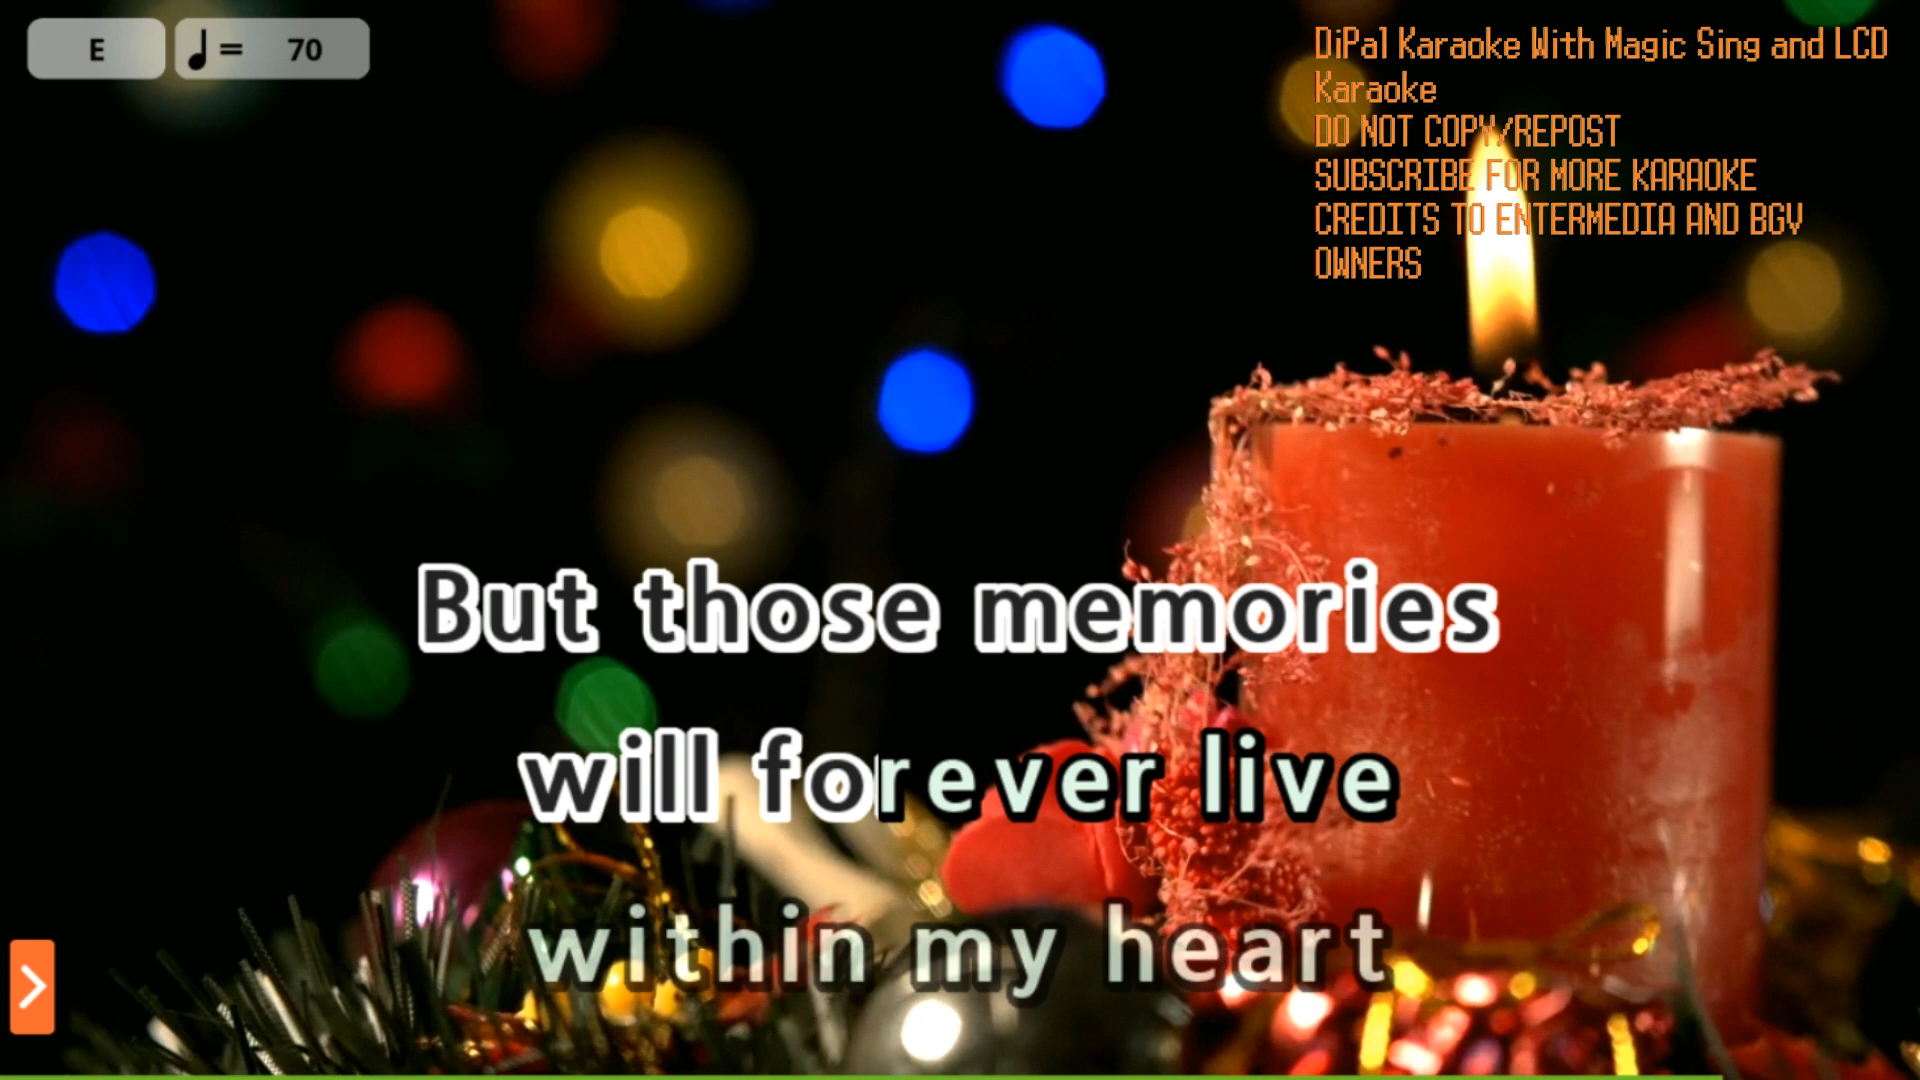 E
♩ = 70
DiPal Karaoke With Magic Sing and LCD
Karaoke
DO NOT COPY/REPOST
SUBSCRIBE FOR MORE KARAOKE
CREDITS TO ENTERMEDIA AND BGV
OWNERS
But those memories
will forever live
within my heart